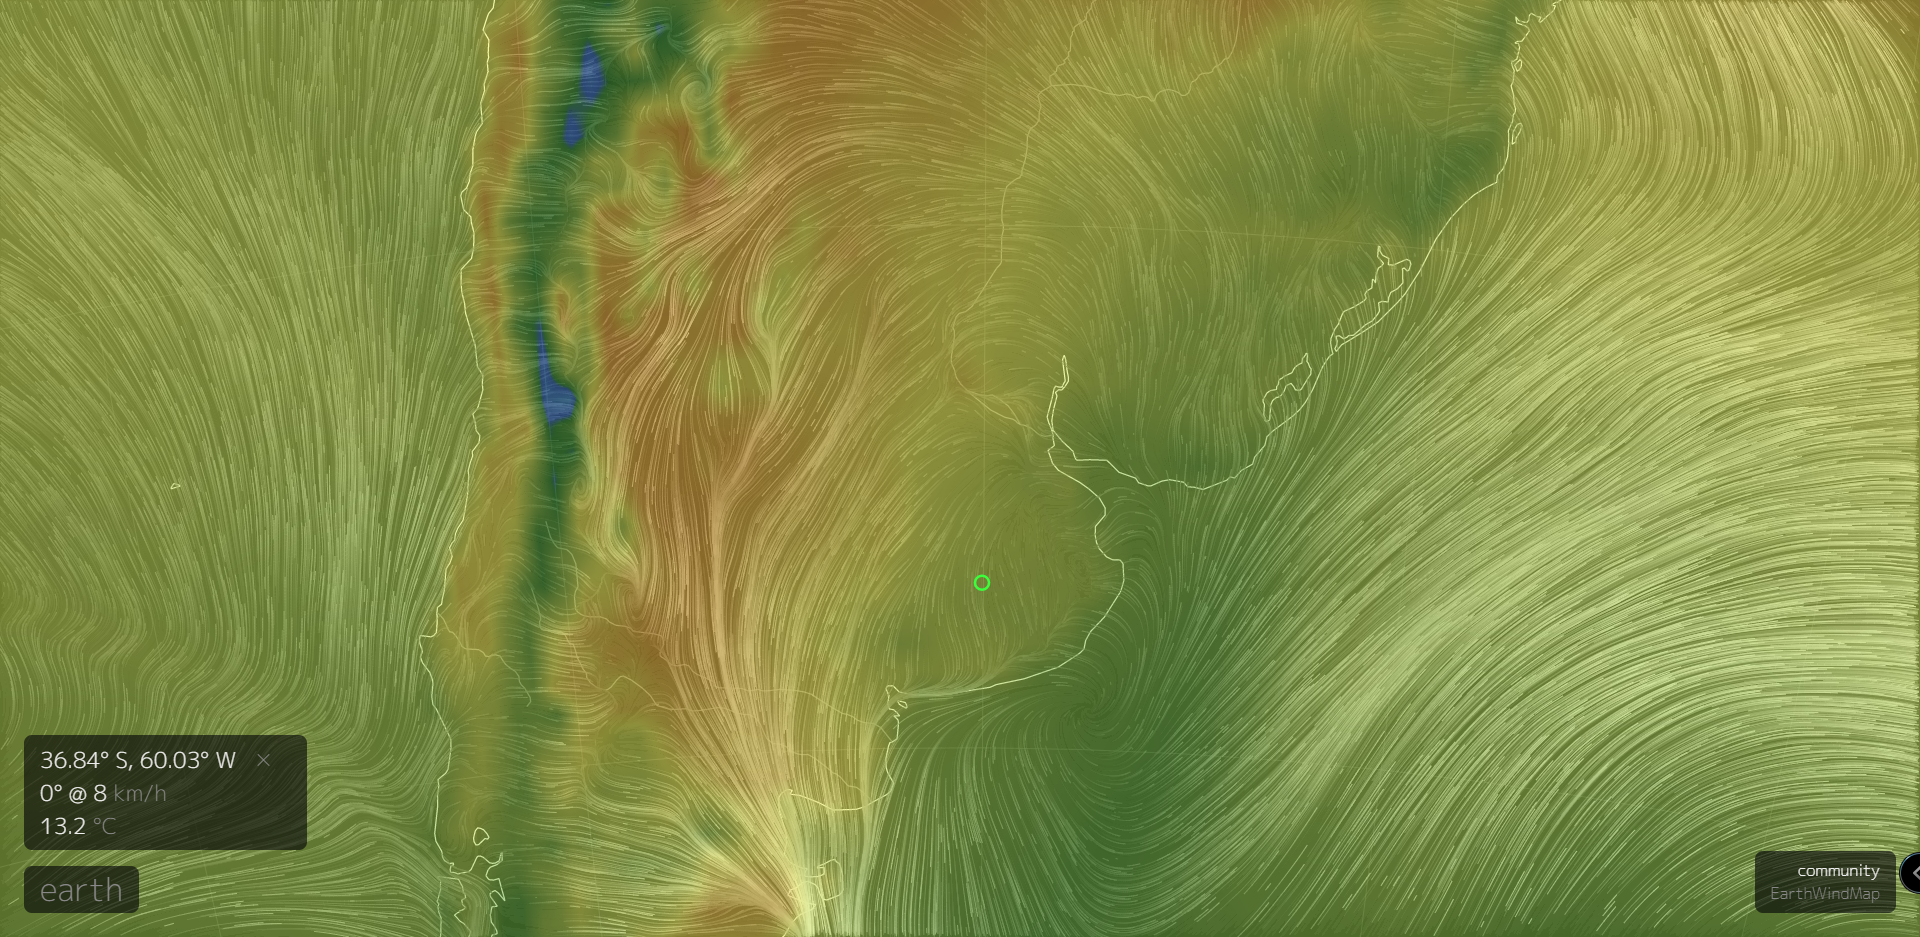 36.84° S, 60.03° W ×
0° @ 8 km/h
13.2 °C
earth
community
EarthWindMap